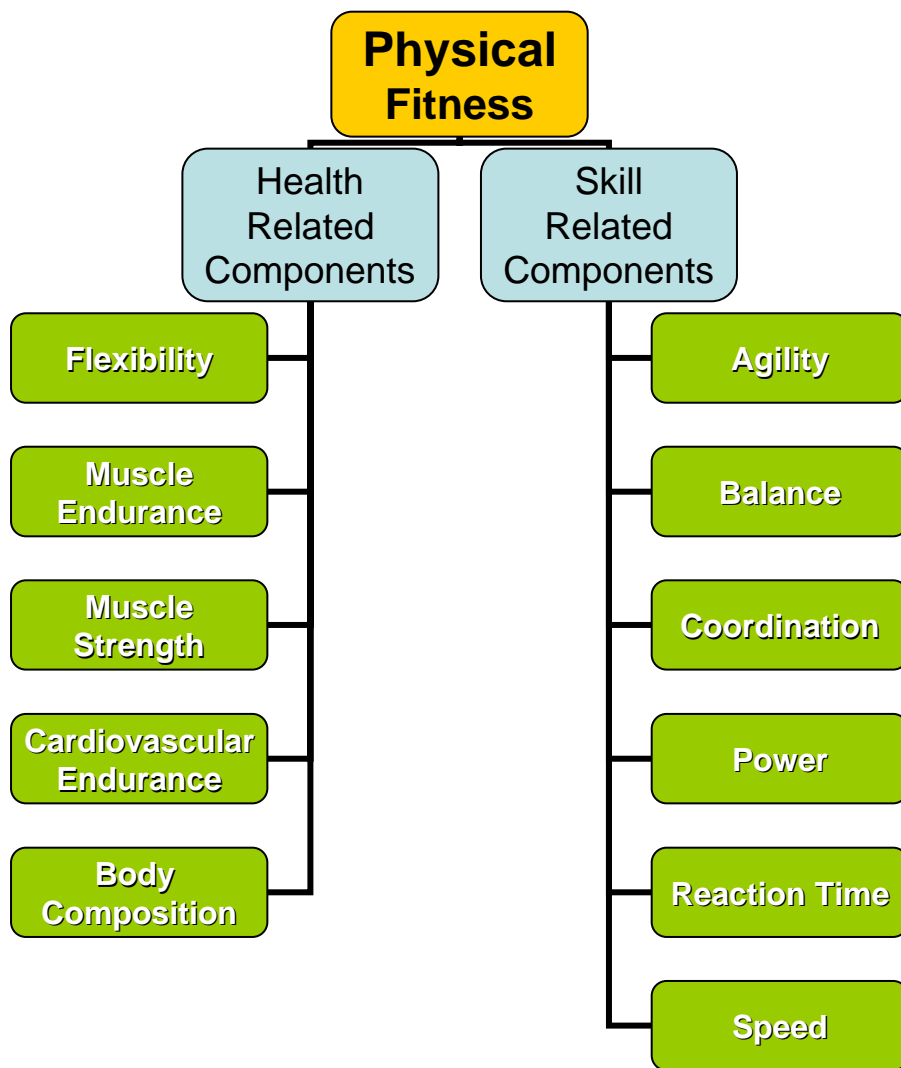 Physical
Fitness
Health
Related
Components
Skill
Related
Components
Flexibility
Muscle
Endurance
Muscle
Strength
Cardiovascular
Endurance
Body
Composition
Agility
Balance
Coordination
Power
Reaction Time
Speed